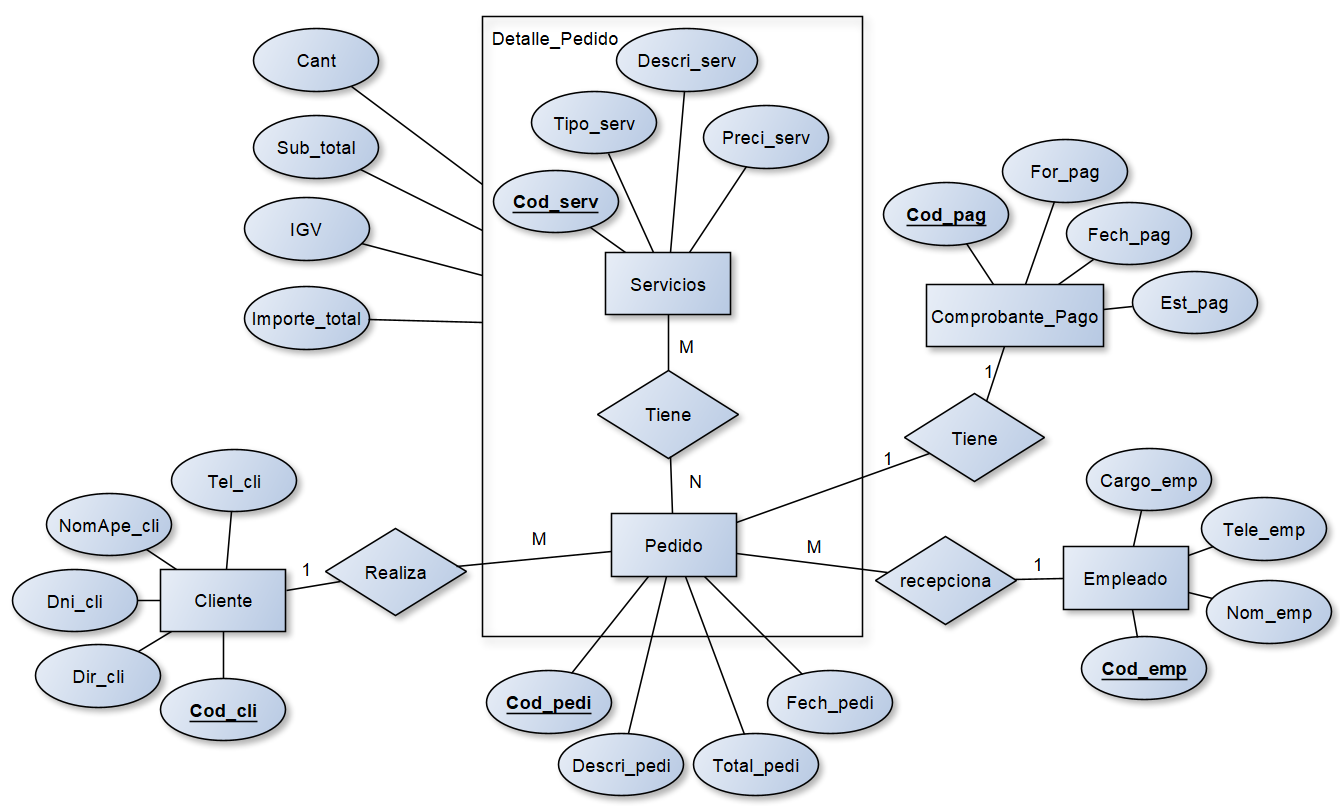 Detalle_Pedido
Cant
Sub_total
IGV
Importe_total
Descri_serv
Tipo_serv
Preci_serv
Cod_serv
Servicios
M
Tiene
N
For_pag
Cod_pag
Fech_pag
Est_pag
Comprobante_Pago
1
Tiene
1
Tel_cli
NomApe_cli
Dni_cli
Cliente
Dir_cli
Cod_cli
1
Realiza
M
Pedido
M
recepciona
1
Cargo_emp
Tele_emp
Empleado
Nom_emp
Cod_emp
Cod_pedi
Fech_pedi
Descri_pedi
Total_pedi